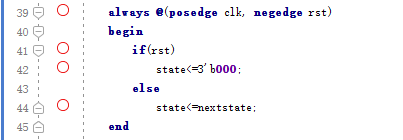 39 always @(posedge clk, negedge rst)
40 begin
41 if(rst)
42 state<=3'b000;
43 else
44 state<=nextstate;
45 end